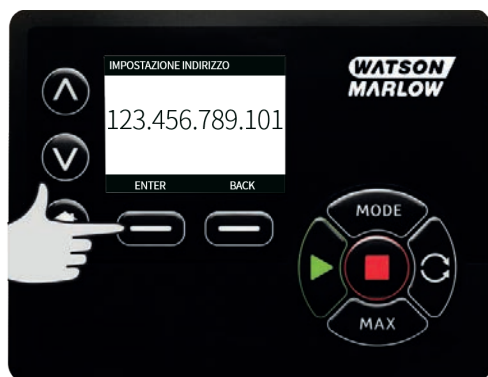 IMPOSTAZIONE INDIRIZZO
WATSON
MARLOW
123.456.789.101
ENTER BACK
MODE
MAX